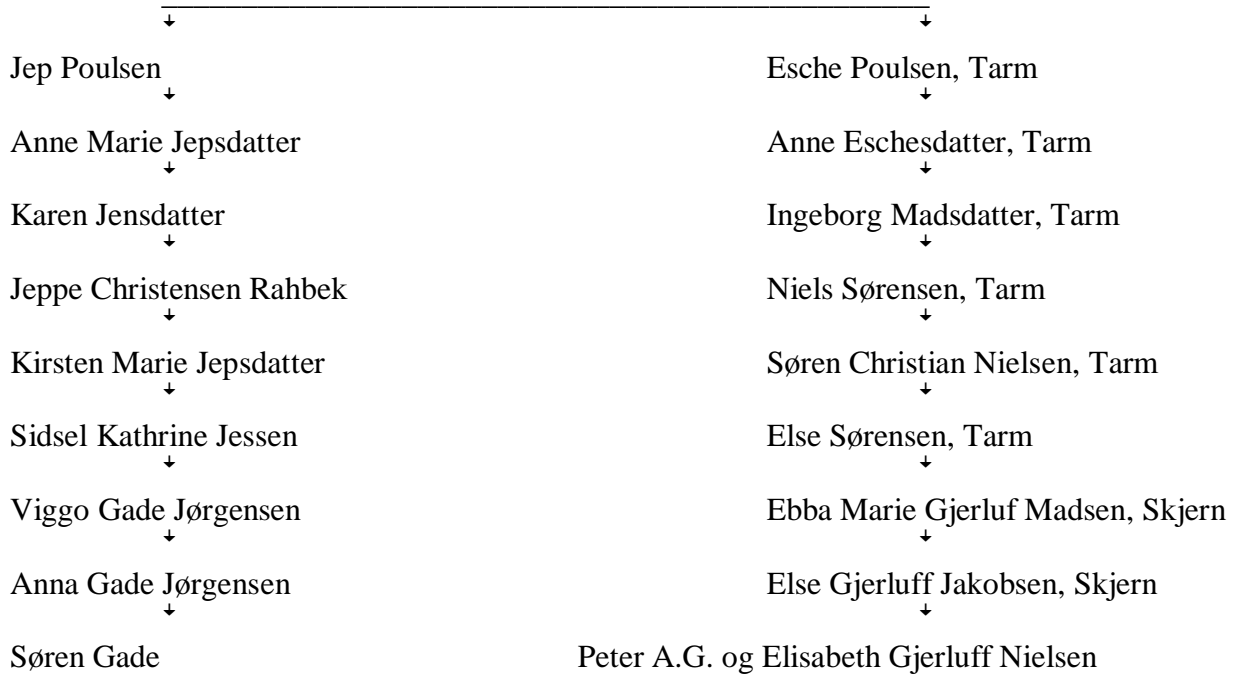 Jep Poulsen Esche Poulsen, Tarm
Anne Marie Jepsdatter Anne Eschesdatter, Tarm
Karen Jensdatter Ingeborg Madsdatter, Tarm
Jeppe Christensen Rahbek Niels Sørensen, Tarm
Kirsten Marie Jepsdatter Søren Christian Nielsen, Tarm
Sidsel Kathrine Jessen Else Sørensen, Tarm
Viggo Gade Jørgensen Ebba Marie Gjerluf Madsen, Skjern
Anna Gade Jørgensen Else Gjerluff Jakobsen, Skjern
Søren Gade Peter A.G. og Elisabeth Gjerluff Nielsen